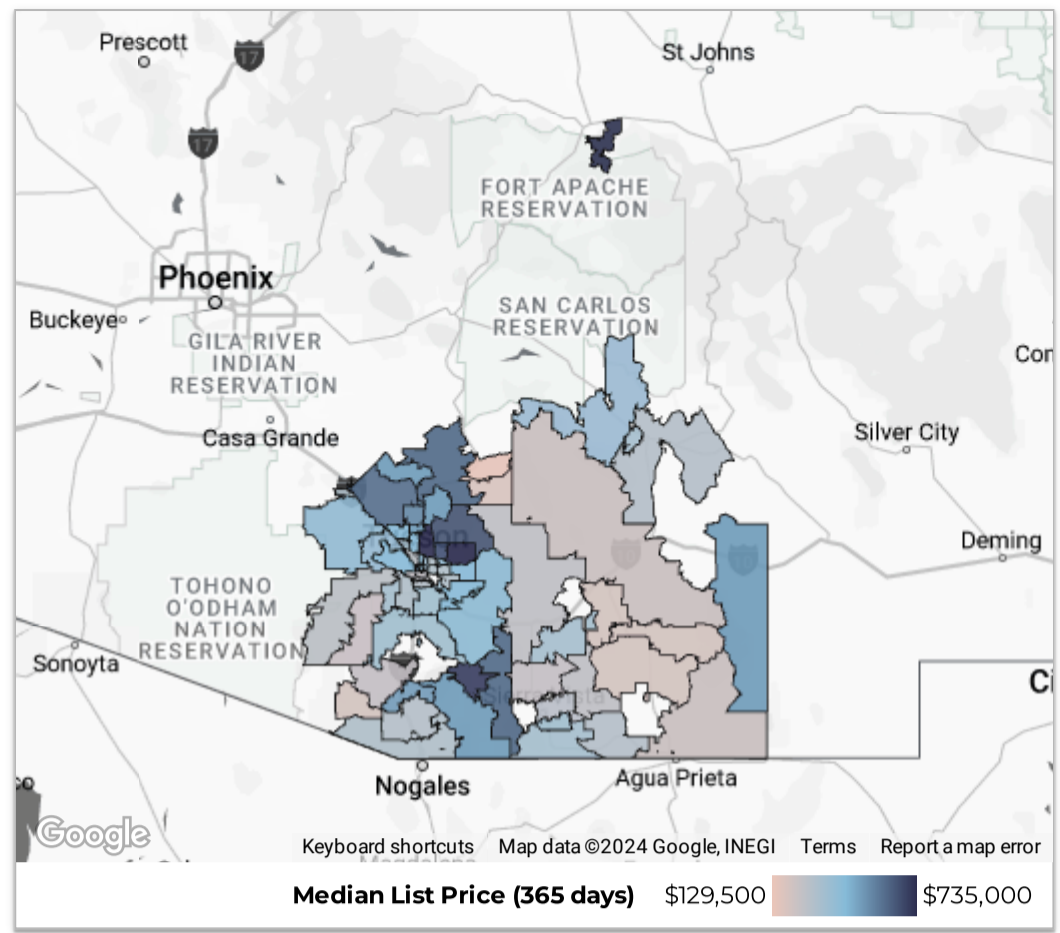 Prescott
17
St Johns
17
FORT APACHE
RESERVATION
Phoenix
SAN CARLOS
RESERVATION
Buckeye
GILA RIVER
INDIAN
RESERVATION
Casa Grande
Silver City
Deming
TOHONO
O'ODHAM
NATION
RESERVATION
Sonoyta
Sierra Vista
Nogales
Agua Prieta
Google
Keyboard shortcuts
Map data ©2024 Google, INEGI
Terms
Report a map error
Median List Price (365 days)
$129,500
$735,000